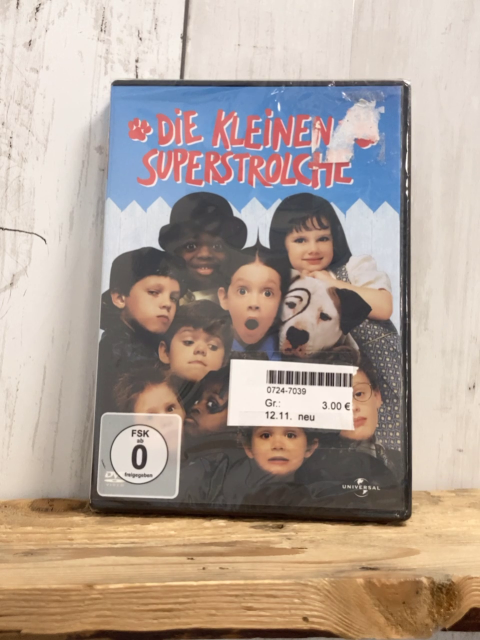 DIE KLEINEN
SUPERSTROLCHE
0724-7039
Gr.: 3.00 €
12.11. neu
FSK
ab
0
freigegeben
UNIVERSAL